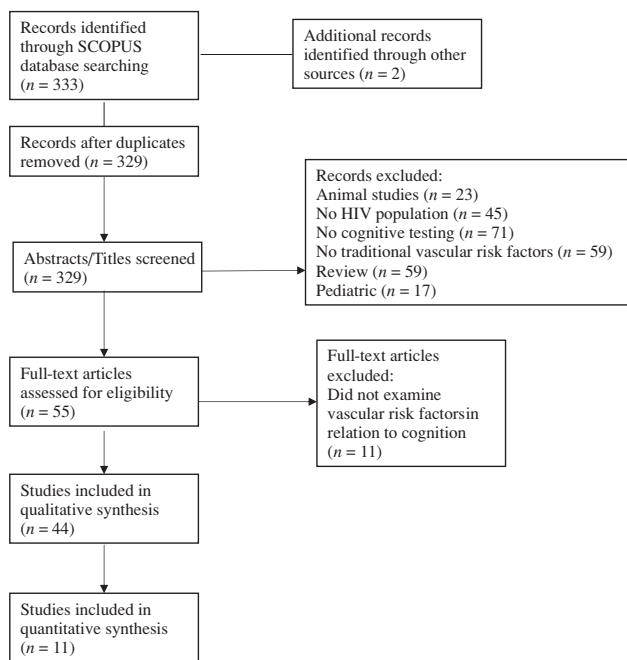 Records identified
through SCOPUS
database searching
(n = 333)
Additional records
identified through other
sources (n = 2)
Records after duplicates
removed (n = 329)
Records excluded:
Animal studies (n = 23)
No HIV population (n = 45)
No cognitive testing (n = 71)
No traditional vascular risk factors (n = 59)
Review (n = 59)
Pediatric (n = 17)
Abstracts/Titles screened
(n = 329)
Full-text articles
assessed for eligibility
(n = 55)
Full-text articles
excluded:
Did not examine
vascular risk factorsin
relation to cognition
(n = 11)
Studies included in
qualitative synthesis
(n = 44)
Studies included in
quantitative synthesis
(n = 11)